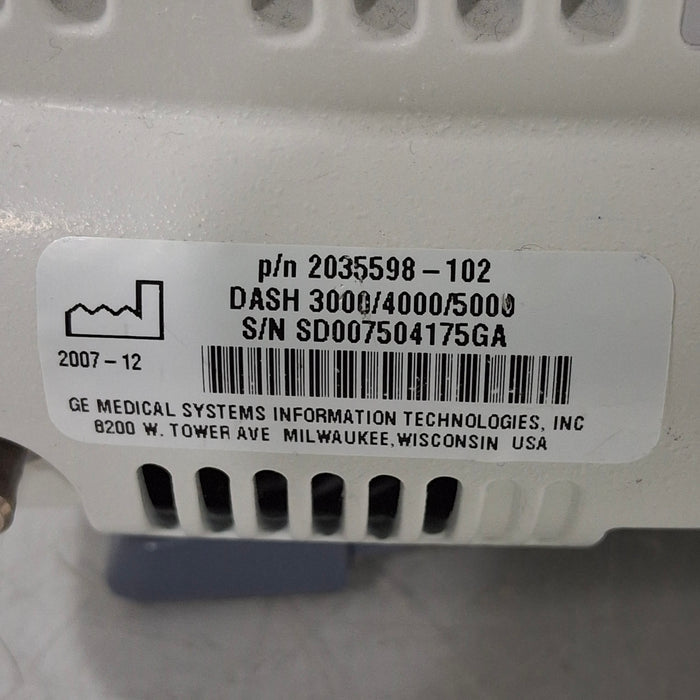 p/n 2035598-102
DASH 3000/4000/5000
S/N SD007504175GA
2007-12
GE MEDICAL SYSTEMS INFORMATION TECHNOLOGIES, INC
8200 W. TOWER AVE MILWAUKEE, WISCONSIN USA